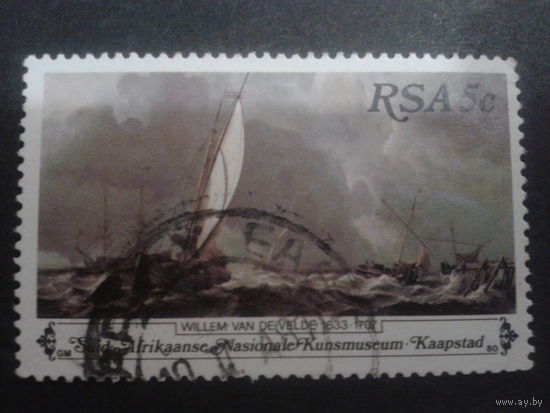 RSA 5c
WILLEM VAN DE VELDE 1633-1707
GM Suid-Afrikaanse Nasionale Kunsmuseum · Kaapstad 80
www.ay.by